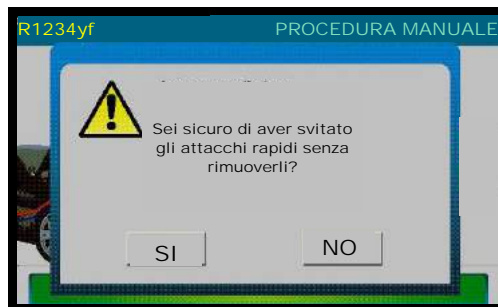 R1234yf PROCEDURA MANUALE
Sei sicuro di aver svitato
gli attacchi rapidi senza
rimuoverli?
SI NO